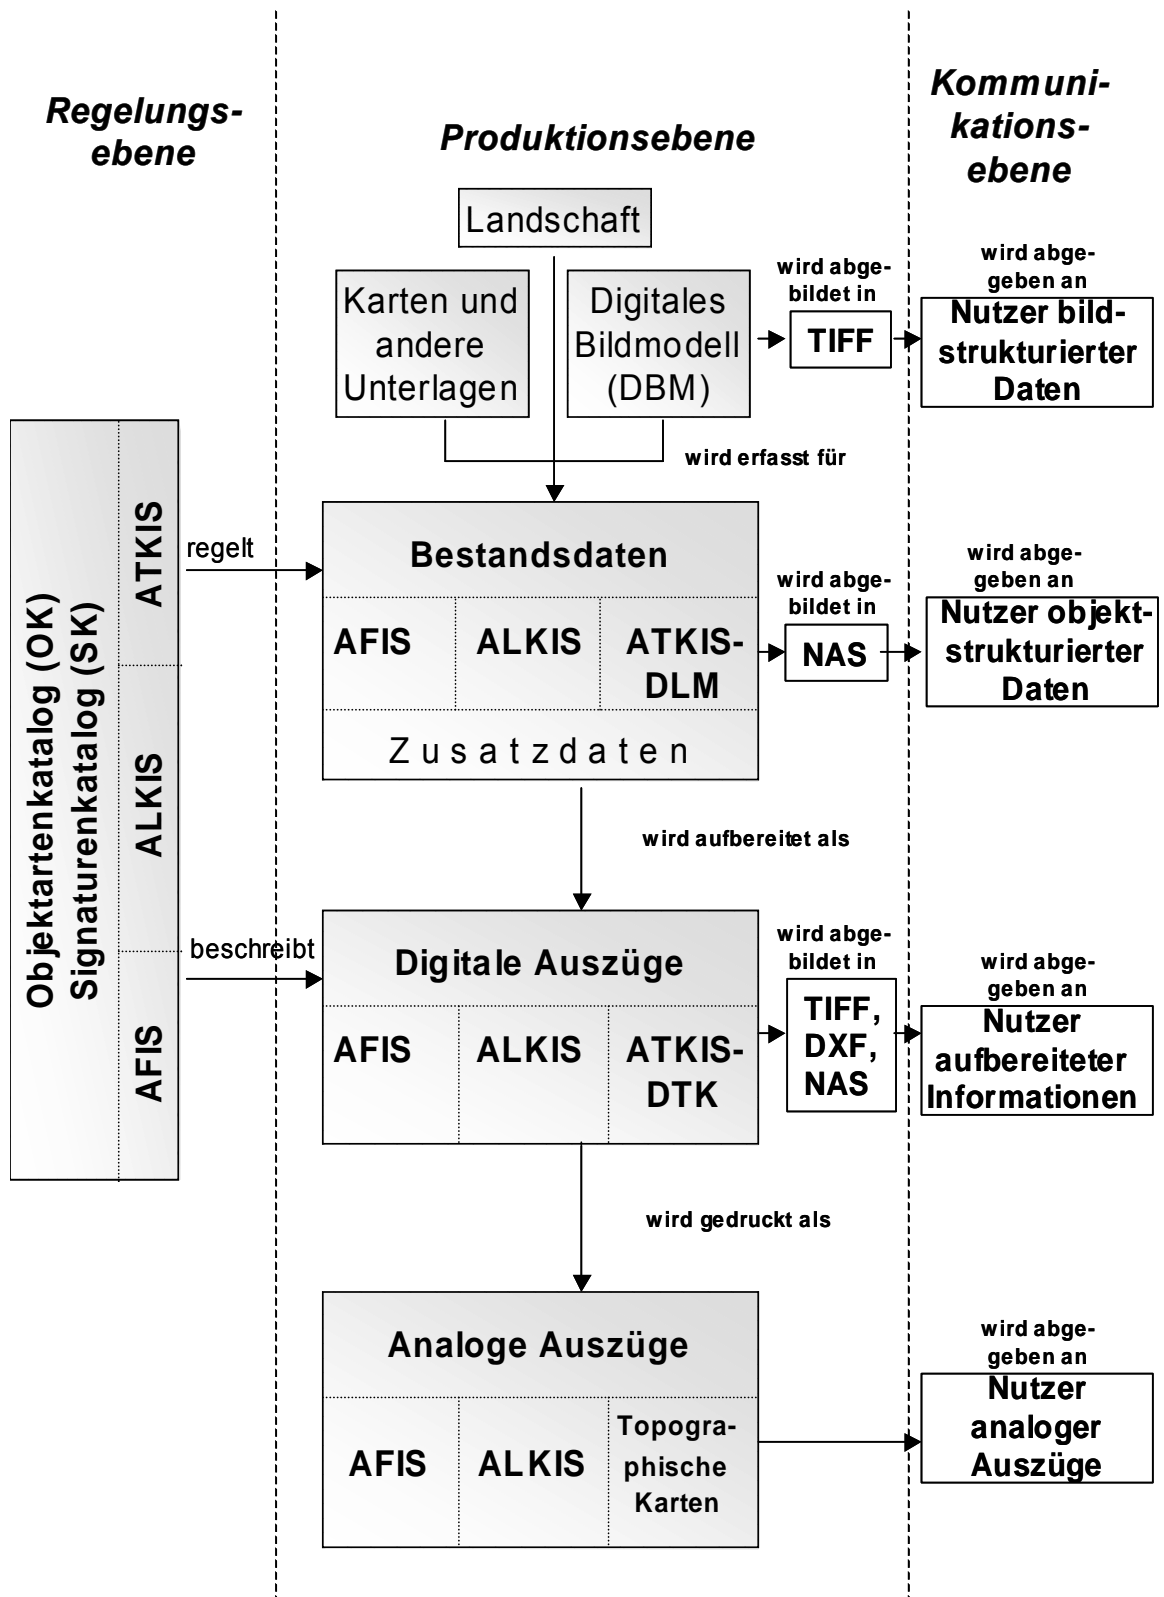 Regelungs-
ebene
Produktionsebene
Kommuni-
kations-
ebene
Landschaft
Karten und
andere
Unterlagen
Digitales
Bildmodell
(DBM)
wird abge-
bildet in
TIFF
wird abge-
geben an
Nutzer bild-
strukturierter
Daten
wird erfasst für
Objektartenkatalog (OK)
Signaturenkatalog (SK)
ATKIS
ALKIS
AFIS
regelt
Bestandsdaten
AFIS
ALKIS
ATKIS-
DLM
Zusatzdaten
wird abge-
bildet in
NAS
wird abge-
geben an
Nutzer objekt-
strukturierter
Daten
wird aufbereitet als
beschreibt
Digitale Auszüge
AFIS
ALKIS
ATKIS-
DTK
wird abge-
bildet in
TIFF,
DXF,
NAS
wird abge-
geben an
Nutzer
aufbereiteter
Informationen
wird gedruckt als
Analoge Auszüge
AFIS
ALKIS
Topogra-
phische
Karten
wird abge-
geben an
Nutzer
analoger
Auszüge